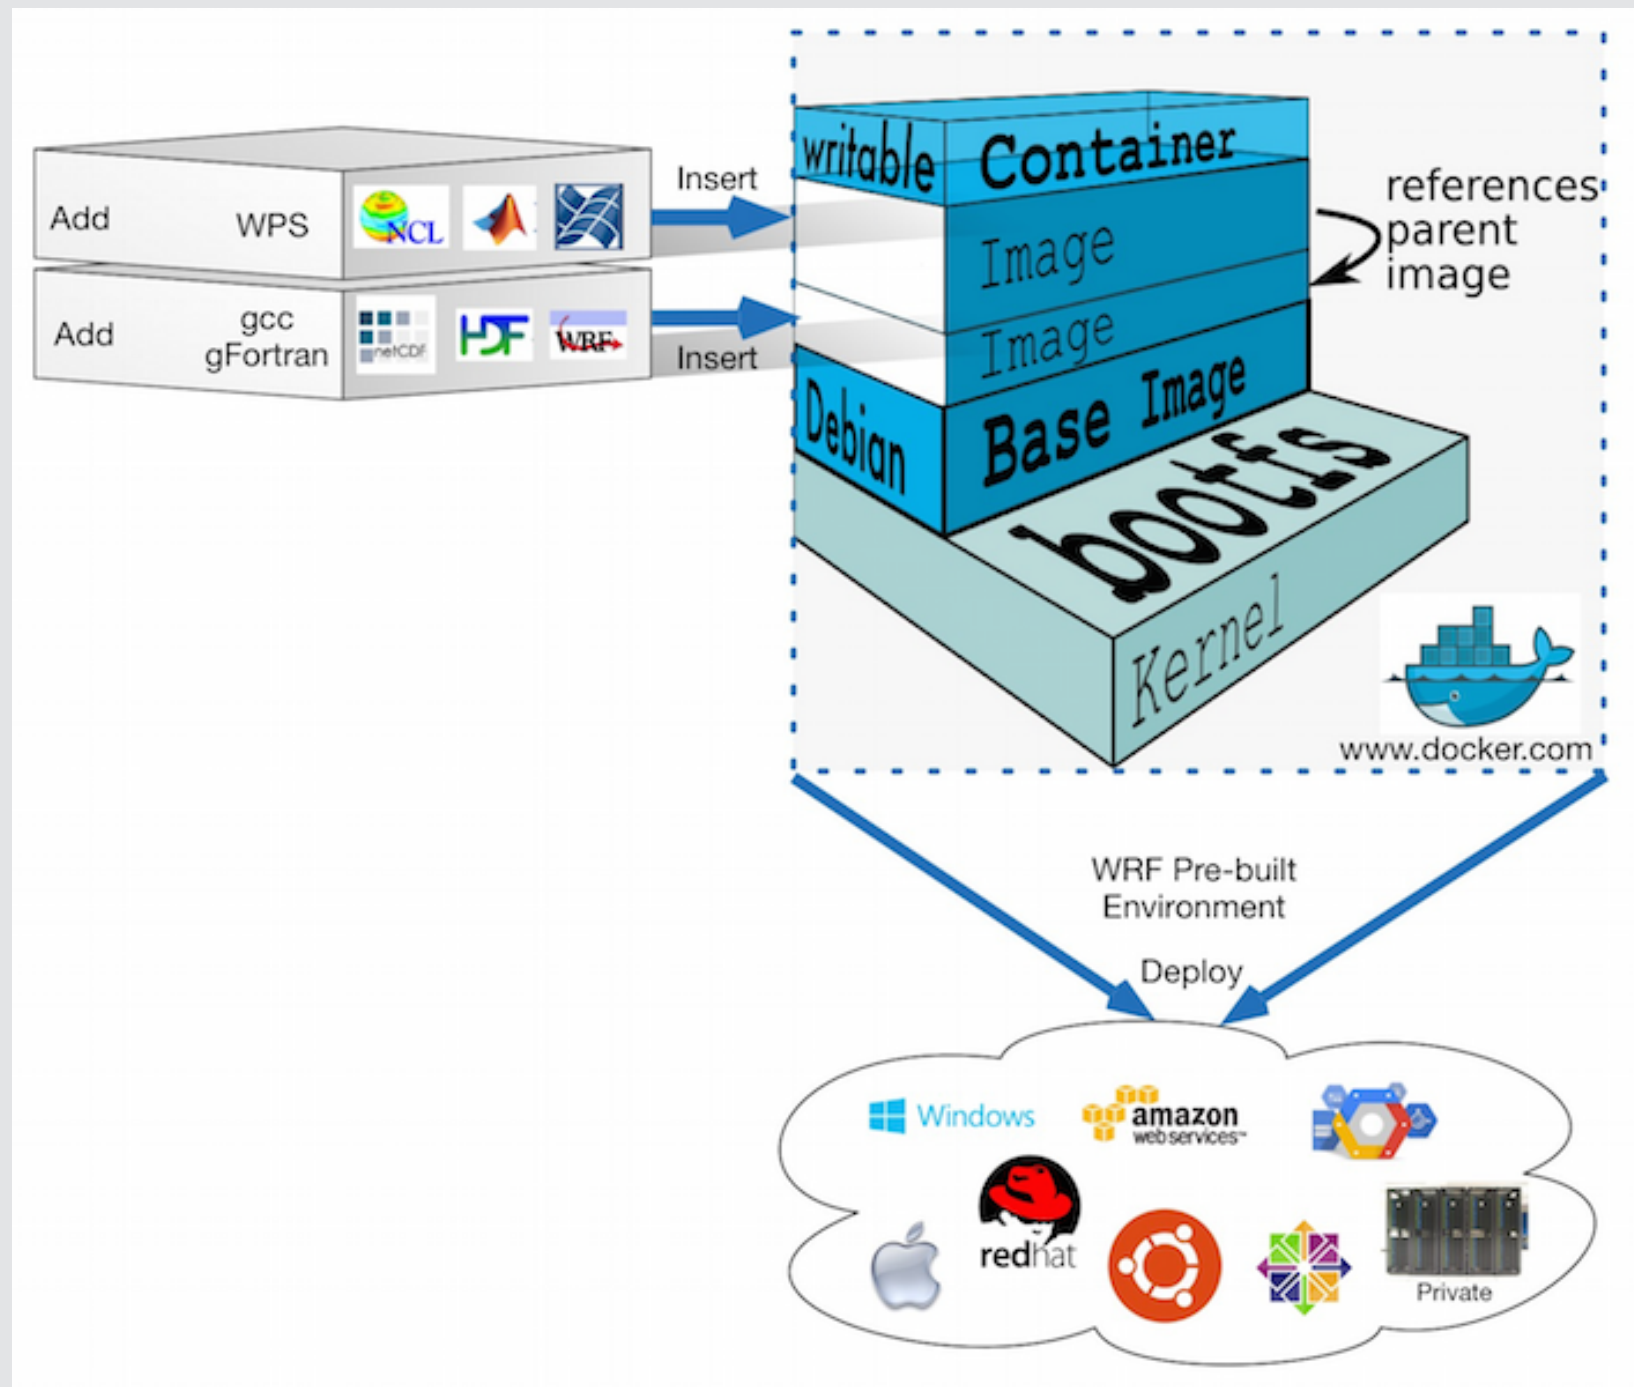 Add
WPS
NCL
Insert
Add
gcc
gFortran
netCDF
HDF
WRF
Insert
writable
Container
Image
Image
Debian
Base Image
bootfs
Kernel
references
parent
image
www.docker.com
WRF Pre-built
Environment
Deploy
Windows
amazon
web services™
redhat
Private